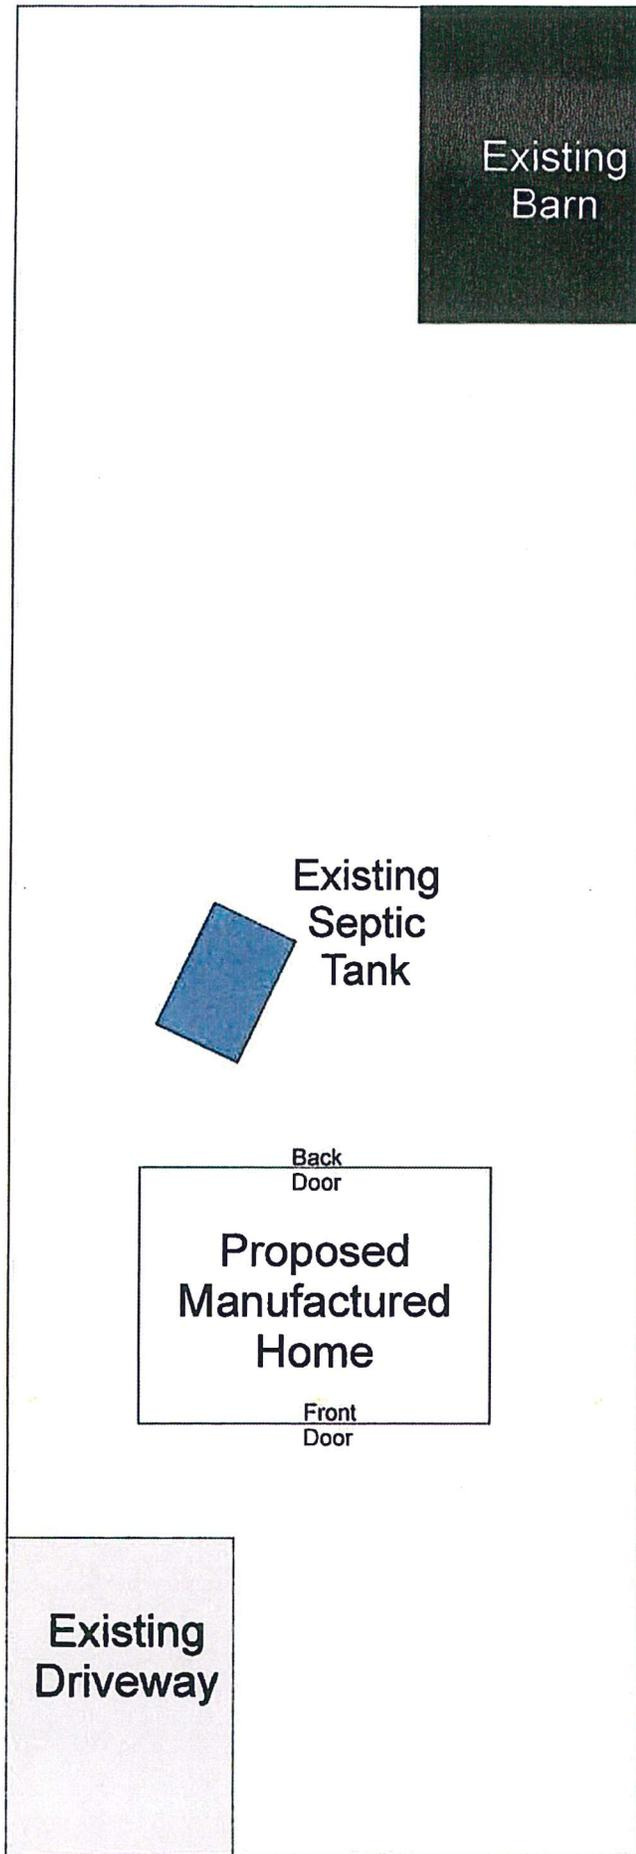 Existing
Barn
Existing
Septic
Tank
Back
Door
Proposed
Manufactured
Home
Front
Door
Existing
Driveway